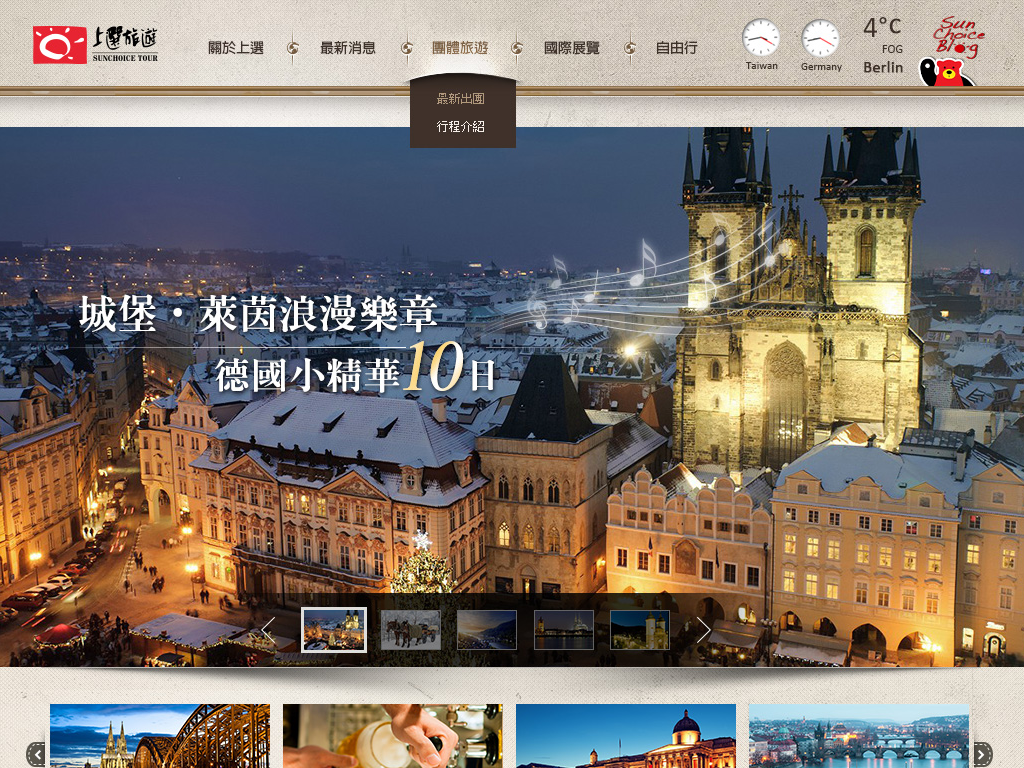 上選旅遊
SUNCHOICE TOUR
關於上選
最新消息
團體旅遊
國際展覽
自由行
Taiwan
Germany
4°C
FOG
Berlin
Sun
Choice
Blog
最新出團
行程介紹
城堡・萊茵浪漫樂章
德國小精華10日